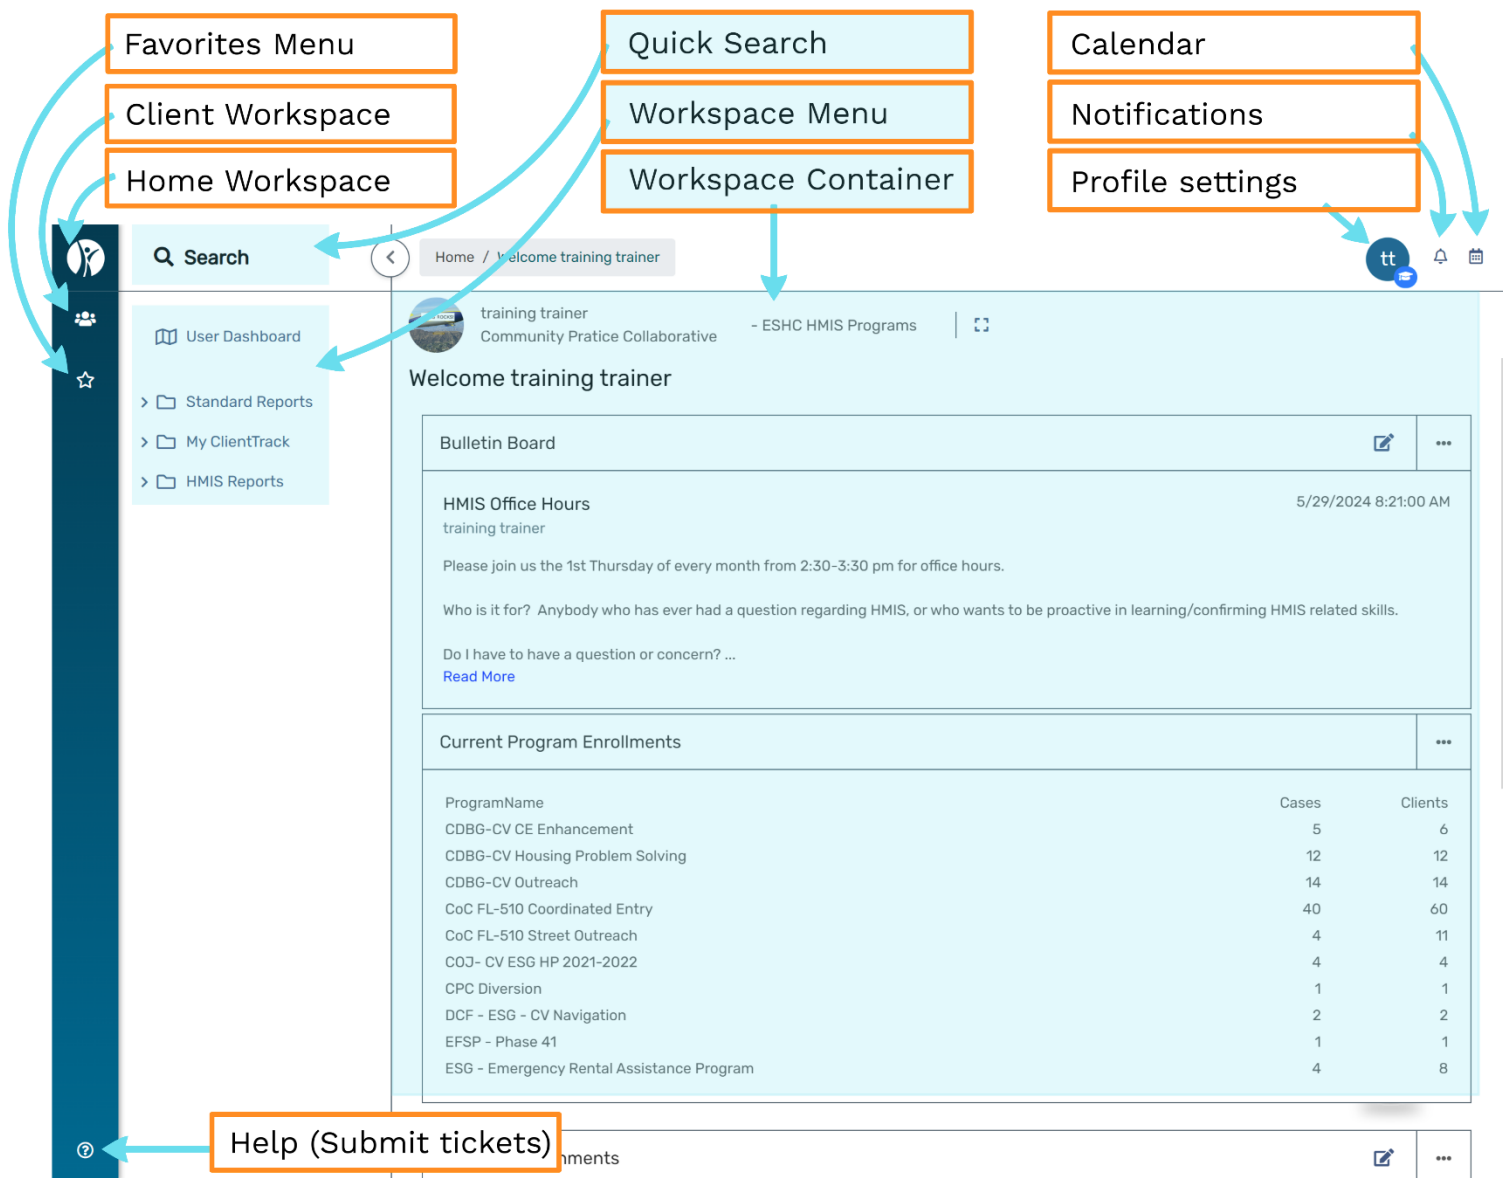 Favorites Menu
Quick Search
Calendar
Client Workspace
Workspace Menu
Notifications
Home Workspace
Workspace Container
Profile settings
Search
Home / Welcome training trainer
tt
User Dashboard
Standard Reports
My ClientTrack
HMIS Reports
training trainer
Community Pratice Collaborative
- ESHC HMIS Programs
Welcome training trainer
Bulletin Board
HMIS Office Hours
5/29/2024 8:21:00 AM
training trainer
Please join us the 1st Thursday of every month from 2:30-3:30 pm for office hours.
Who is it for? Anybody who has ever had a question regarding HMIS, or who wants to be proactive in learning/confirming HMIS related skills.
Do I have to have a question or concern? ...
Read More
Current Program Enrollments
ProgramName Cases Clients
CDBG-CV CE Enhancement 5 6
CDBG-CV Housing Problem Solving 12 12
CDBG-CV Outreach 14 14
CoC FL-510 Coordinated Entry 40 60
CoC FL-510 Street Outreach 4 11
COJ- CV ESG HP 2021-2022 4 4
CPC Diversion 1 1
DCF - ESG - CV Navigation 2 2
EFSP - Phase 41 1 1
ESG - Emergency Rental Assistance Program 4 8
Help (Submit tickets)
nments